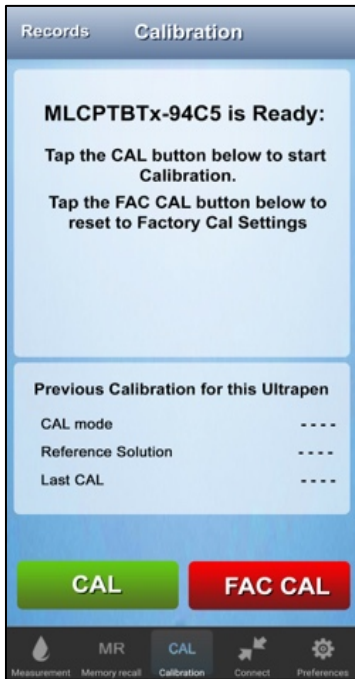 Records
Calibration
MLCPTBTx-94C5 is Ready:
Tap the CAL button below to start
Calibration.
Tap the FAC CAL button below to
reset to Factory Cal Settings
Previous Calibration for this Ultrapen
CAL mode - - - -
Reference Solution - - - -
Last CAL - - - -
CAL
FAC CAL
MR
CAL
Measurement
Memory recall
Calibration
Connect
Preferences